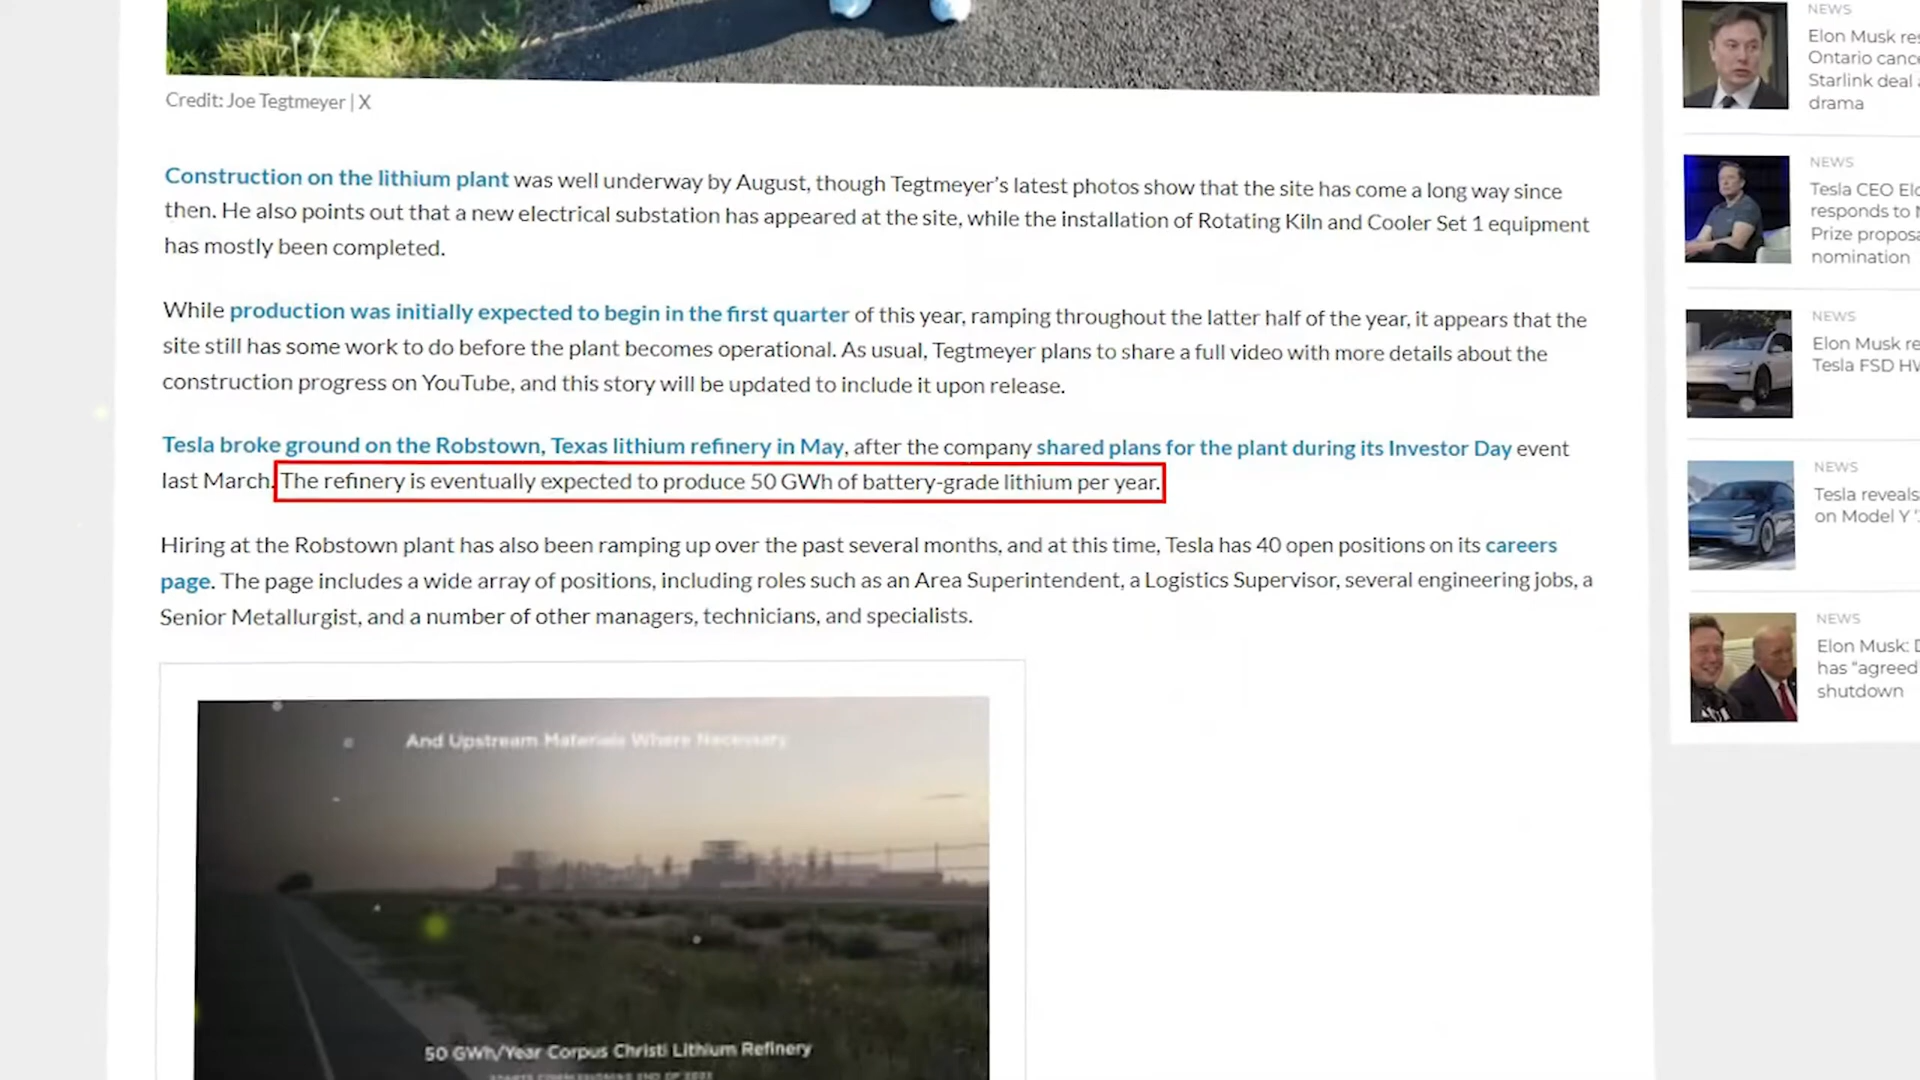 Credit: Joe Tegtmeyer | X
Construction on the lithium plant was well underway by August, though Tegtmeyer's latest photos show that the site has come a long way since
then. He also points out that a new electrical substation has appeared at the site, while the installation of Rotating Kiln and Cooler Set 1 equipment
has mostly been completed.
While production was initially expected to begin in the first quarter of this year, ramping throughout the latter half of the year, it appears that the
site still has some work to do before the plant becomes operational. As usual, Tegtmeyer plans to share a full video with more details about the
construction progress on YouTube, and this story will be updated to include it upon release.
Tesla broke ground on the Robstown, Texas lithium refinery in May, after the company shared plans for the plant during its Investor Day event
last March. The refinery is eventually expected to produce 50 GWh of battery-grade lithium per year.
Hiring at the Robstown plant has also been ramping up over the past several months, and at this time, Tesla has 40 open positions on its careers
page. The page includes a wide array of positions, including roles such as an Area Superintendent, a Logistics Supervisor, several engineering jobs, a
Senior Metallurgist, and a number of other managers, technicians, and specialists.
And Upstream Materials Where Necessary
50 GWh/Year Corpus Christi Lithium Refinery
NEWS
Elon Musk res
Ontario cance
Starlink deal a
drama
NEWS
Tesla CEO Elo
responds to N
Prize proposa
nomination
NEWS
Elon Musk re
Tesla FSD HW
NEWS
Tesla reveals
on Model Y
NEWS
Elon Musk: D
has "agreed
shutdown